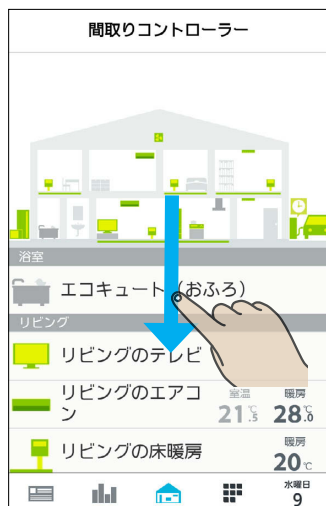 間取りコントローラー
浴室
エコキュート(おふろ)
リビング
リビングのテレビ
リビングのエアコン
室温 21.5℃
暖房 28.0℃
リビングの床暖房
暖房 20℃
水曜日
9